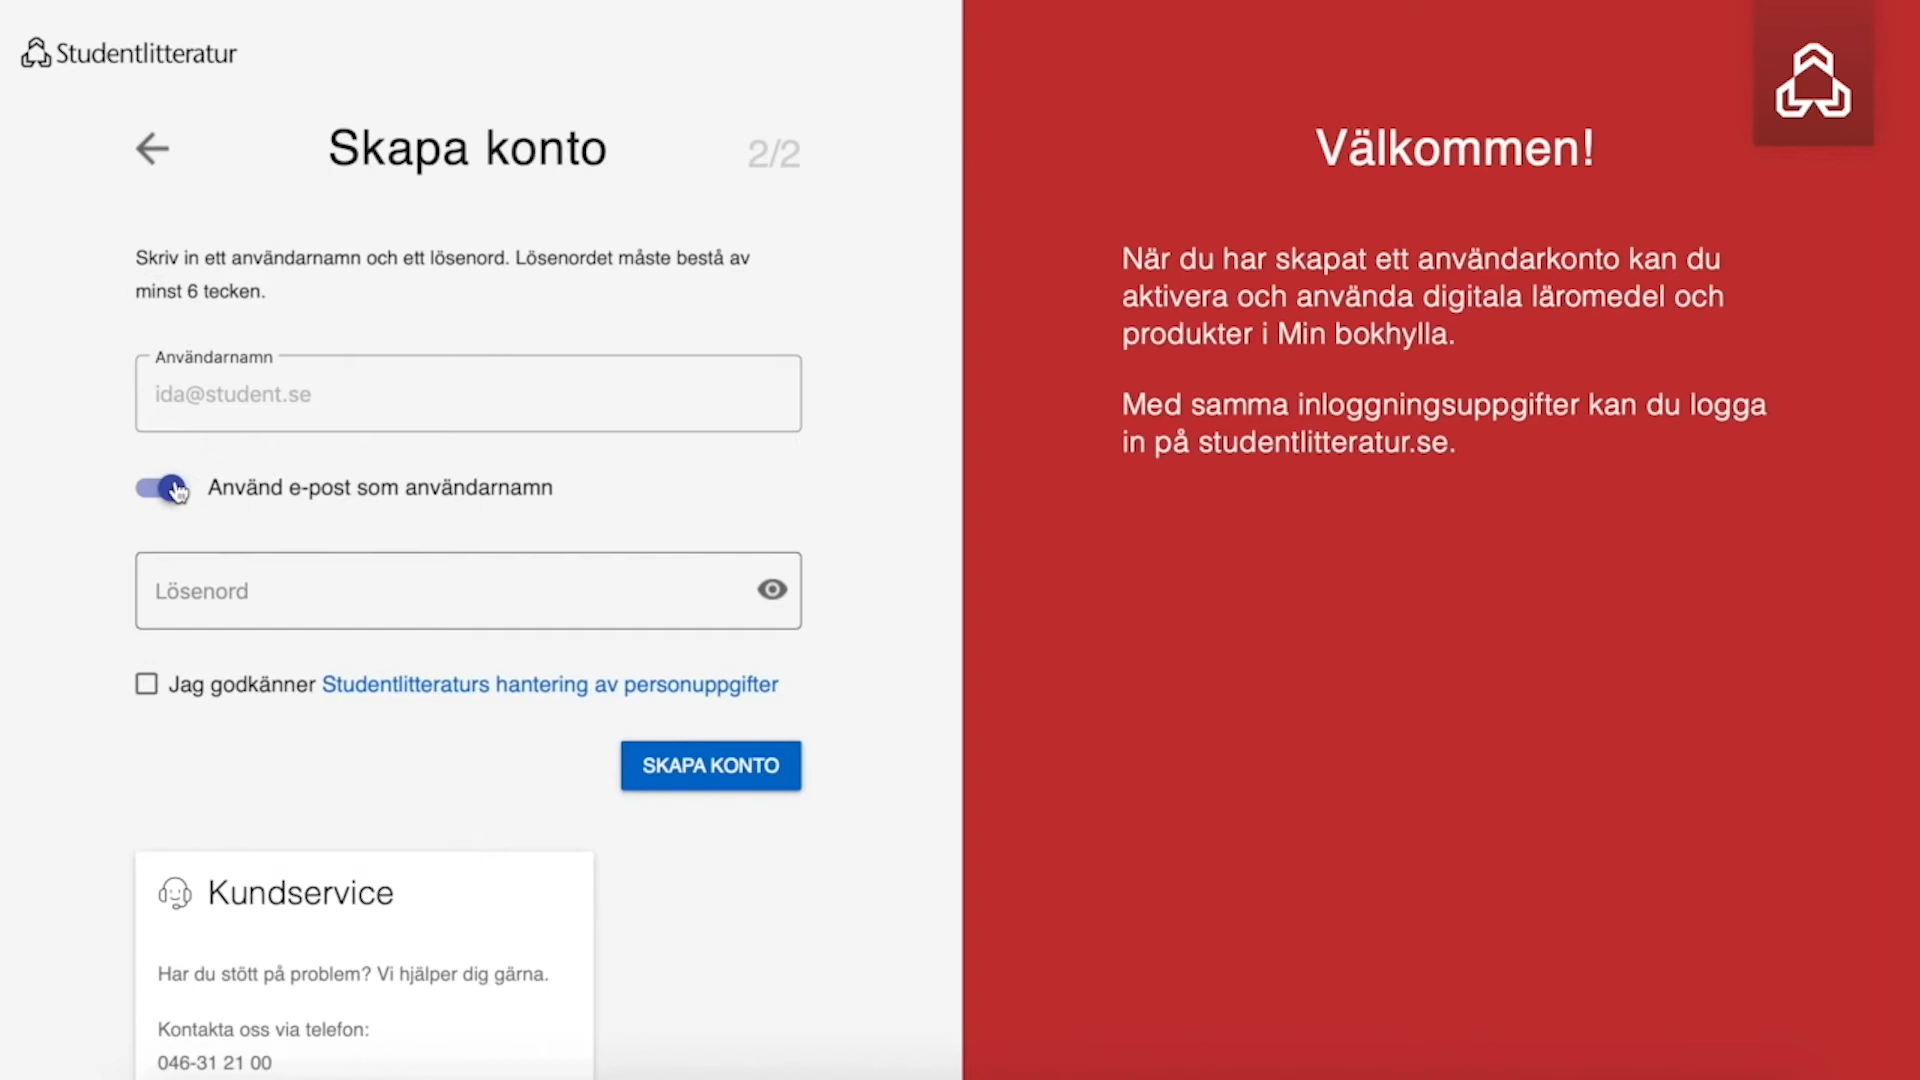 Studentlitteratur
Skapa konto
2/2
Skriv in ett användarnamn och ett lösenord. Lösenordet måste bestå av
minst 6 tecken.
Användarnamn
ida@student.se
Använd e-post som användarnamn
Lösenord
Jag godkänner Studentlitteraturs hantering av personuppgifter
SKAPA KONTO
Kundservice
Har du stött på problem? Vi hjälper dig gärna.
Kontakta oss via telefon:
046-31 21 00
Välkommen!
När du har skapat ett användarkonto kan du
aktivera och använda digitala läromedel och
produkter i Min bokhylla.
Med samma inloggningsuppgifter kan du logga
in på studentlitteratur.se.